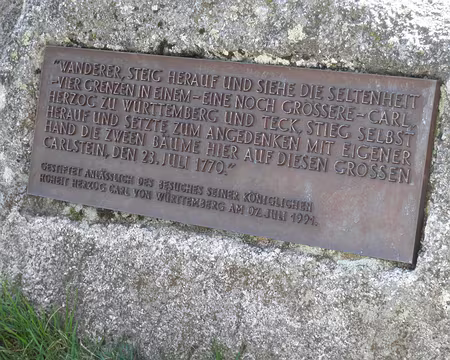 "WANDERER, STEIG HERAUF UND SIEHE DIE SELTENHEIT
-VIER GRENZEN IN EINEM- EINE NOCH GRÖSSERE- CARL
HERZOG ZU WÜRTTEMBERG UND TECK, STIEG SELBST
HERAUF UND SETZTE ZUM ANGEDENKEN MIT EIGENER
HAND DIE ZWEEN BÄUME HIER AUF DIESEN GROSSEN
CARLSTEIN, DEN 23. JULI 1770."
GESTIFTET ANLÄSSLICH DES BESUCHES SEINER KÖNIGLICHEN
HOHEIT HERZOG CARL VON WÜRTTEMBERG AM 02. JULI 1991.